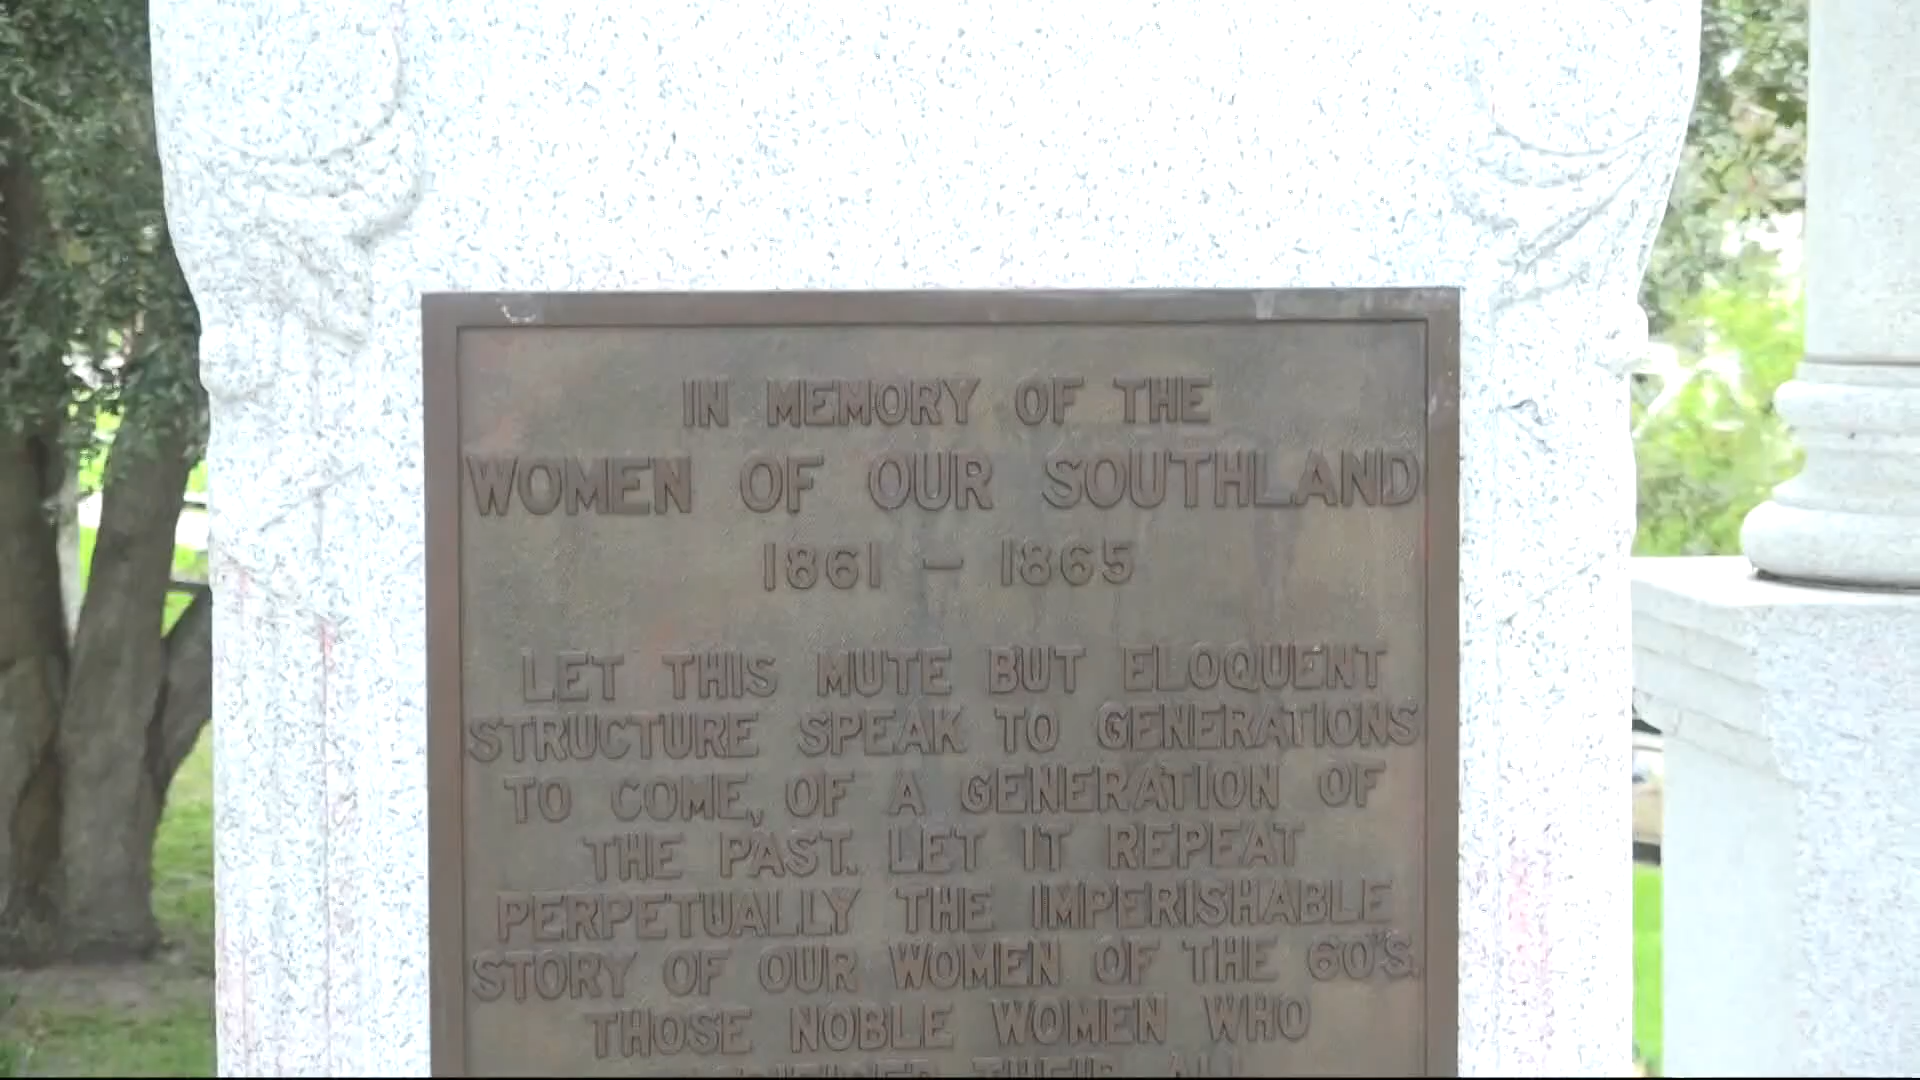 IN MEMORY OF THE
WOMEN OF OUR SOUTHLAND
1861 – 1865
LET THIS MUTE BUT ELOQUENT
STRUCTURE SPEAK TO GENERATIONS
TO COME, OF A GENERATION OF
THE PAST. LET IT REPEAT
PERPETUALLY THE IMPERISHABLE
STORY OF OUR WOMEN OF THE 60'S.
THOSE NOBLE WOMEN WHO
THEIR ALL